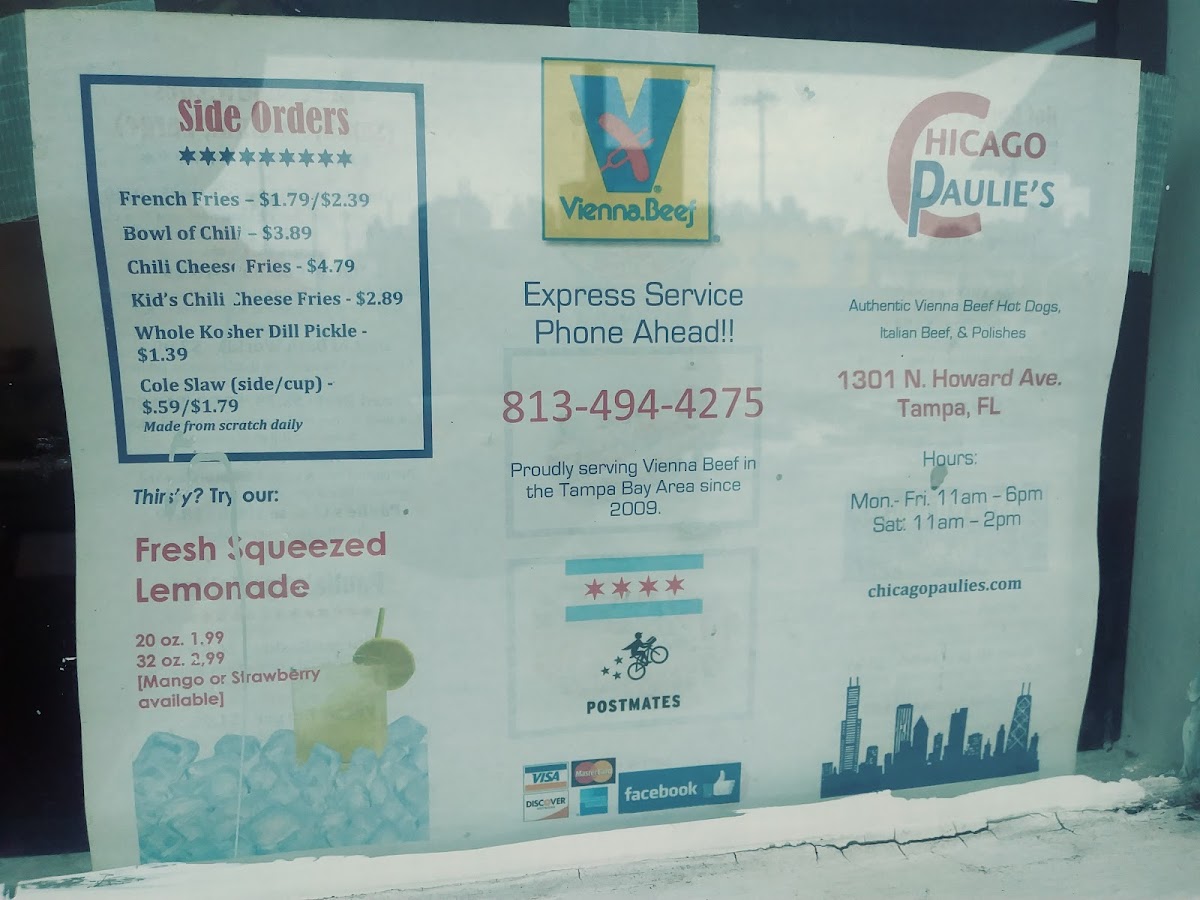 Side Orders
French Fries – $1.79/$2.39
Bowl of Chili – $3.89
Chili Cheese Fries - $4.79
Kid's Chili Cheese Fries - $2.89
Whole Kosher Dill Pickle -
$1.39
Cole Slaw (side/cup) -
$.59/$1.79
Made from scratch daily
Thirsty? Try our:
Fresh Squeezed
Lemonade
20 oz. 1.99
32 oz. 2.99
[Mango or Strawberry
available]
V
Vienna.Beef
Express Service
Phone Ahead!!
813-494-4275
Proudly serving Vienna Beef in
the Tampa Bay Area since
2009.
POSTMATES
VISA
MasterCard
DISCOVER
facebook
CHICAGO
PAULIE'S
Authentic Vienna Beef Hot Dogs,
Italian Beef, & Polishes
1301 N. Howard Ave.
Tampa, FL
Hours:
Mon.- Fri. 11am – 6pm
Sat: 11am – 2pm
chicagopaulies.com